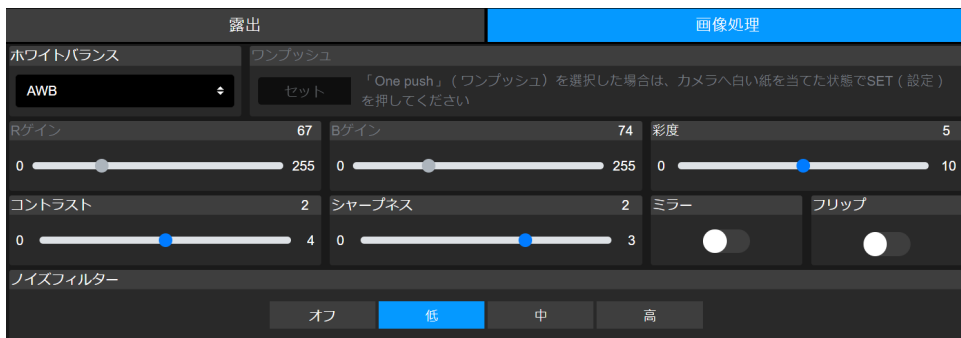 露出
画像処理
ホワイトバランス
ワンプッシュ
AWB
セット
「One push」(ワンプッシュ）を選択した場合は、カメラへ白い紙を当てた状態でSET ( 設定 )
を押してください
Rゲイン 67
0 255
Bゲイン 74
0 255
彩度 5
0 10
コントラスト 2
0 4
シャープネス 2
0 3
ミラー
フリップ
ノイズフィルター
オフ 低 中 高